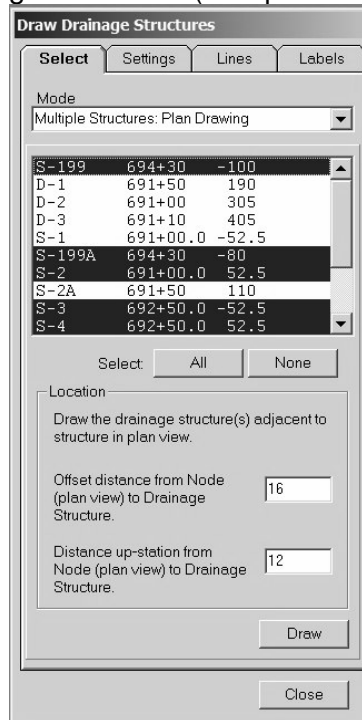 Draw Drainage Structures
Select Settings Lines Labels
Mode
Multiple Structures: Plan Drawing
S-199 694+30 -100
D-1 691+50 190
D-2 691+00 305
D-3 691+10 405
S-1 691+00.0 -52.5
S-199A 694+30 -80
S-2 691+00.0 52.5
S-2A 691+50 110
S-3 692+50.0 -52.5
S-4 692+50.0 52.5
Select: All None
Location
Draw the drainage structure(s) adjacent to
structure in plan view.
Offset distance from Node
(plan view) to Drainage
Structure.
16
Distance up-station from
Node (plan view) to Drainage
Structure.
12
Draw
Close